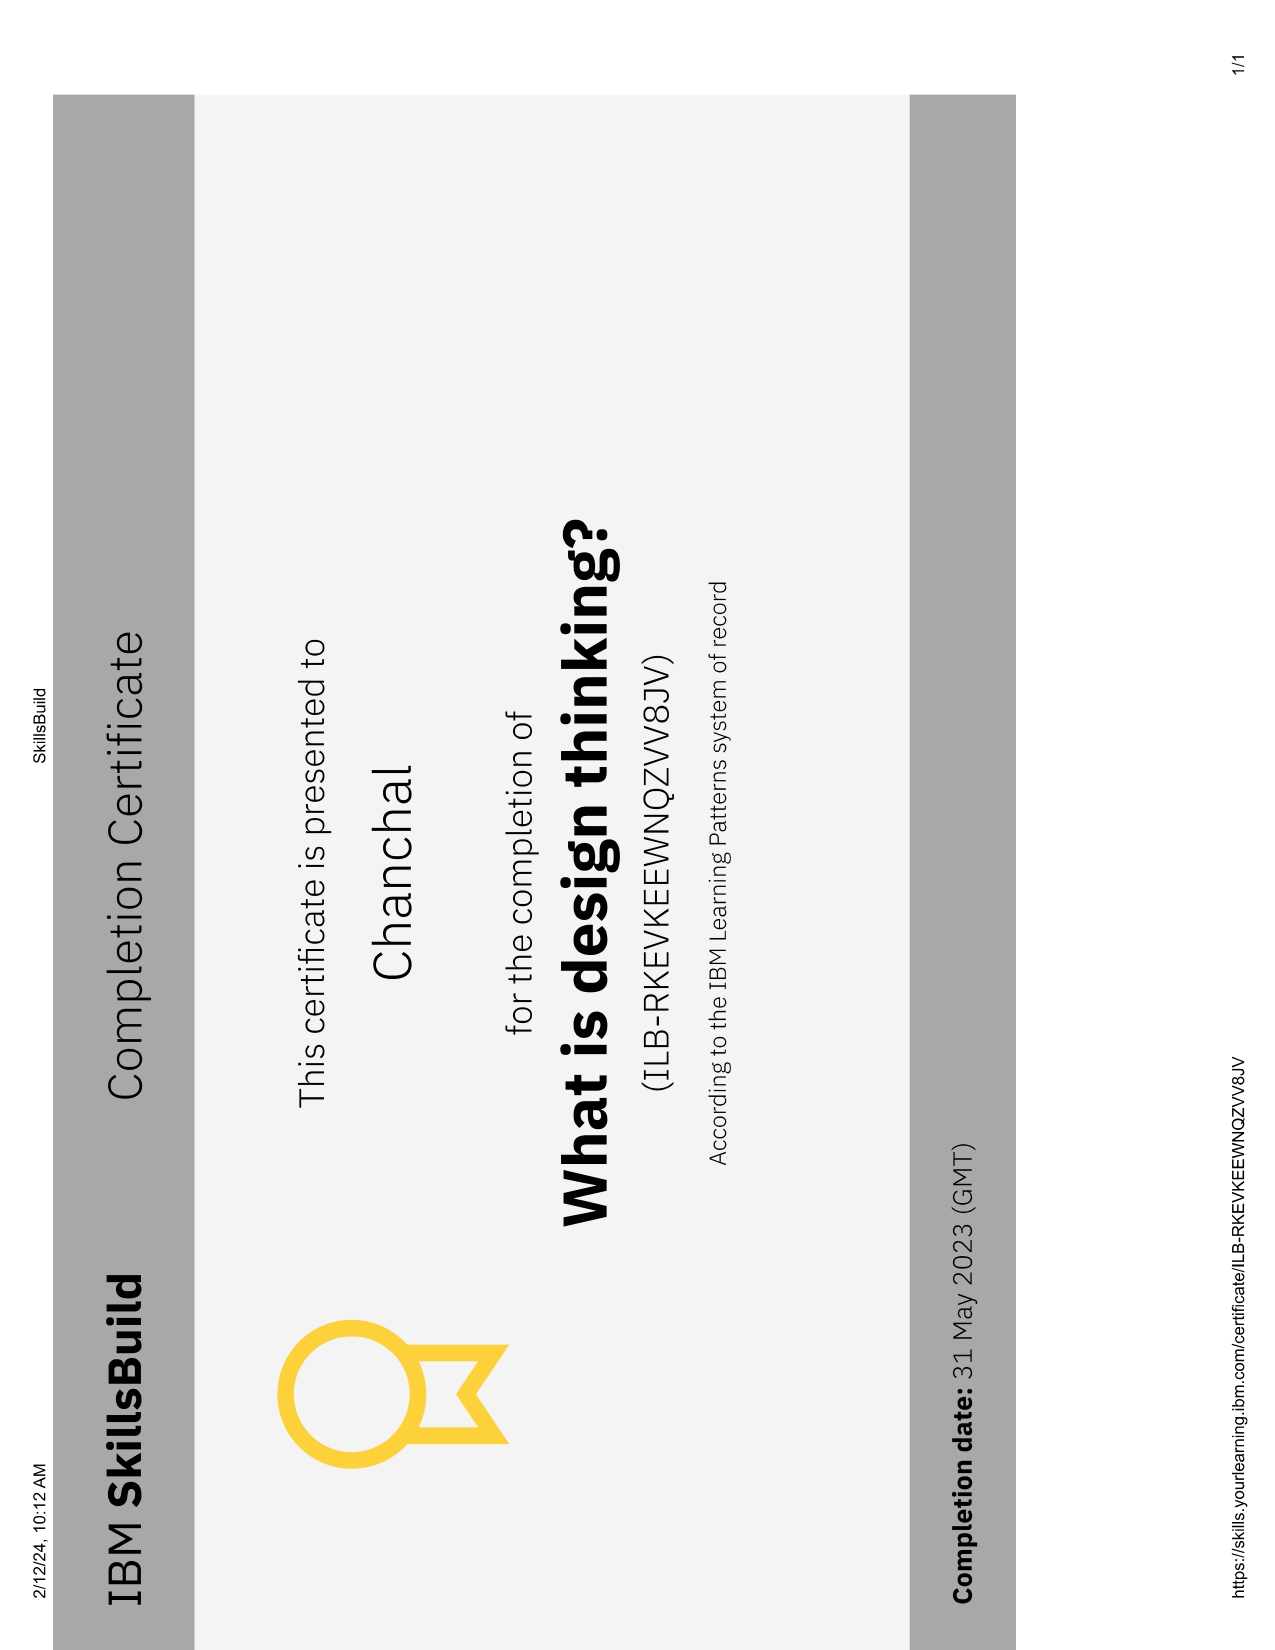 2/12/24, 10:12 AM SkillsBuild
IBM SkillsBuild Completion Certificate
This certificate is presented to
Chanchal
for the completion of
What is design thinking?
(ILB-RKEVKEEWNQZVV8JV)
According to the IBM Learning Patterns system of record
Completion date: 31 May 2023 (GMT)
https://skills.yourlearning.ibm.com/certificate/ILB-RKEVKEEWNQZVV8JV 1/1